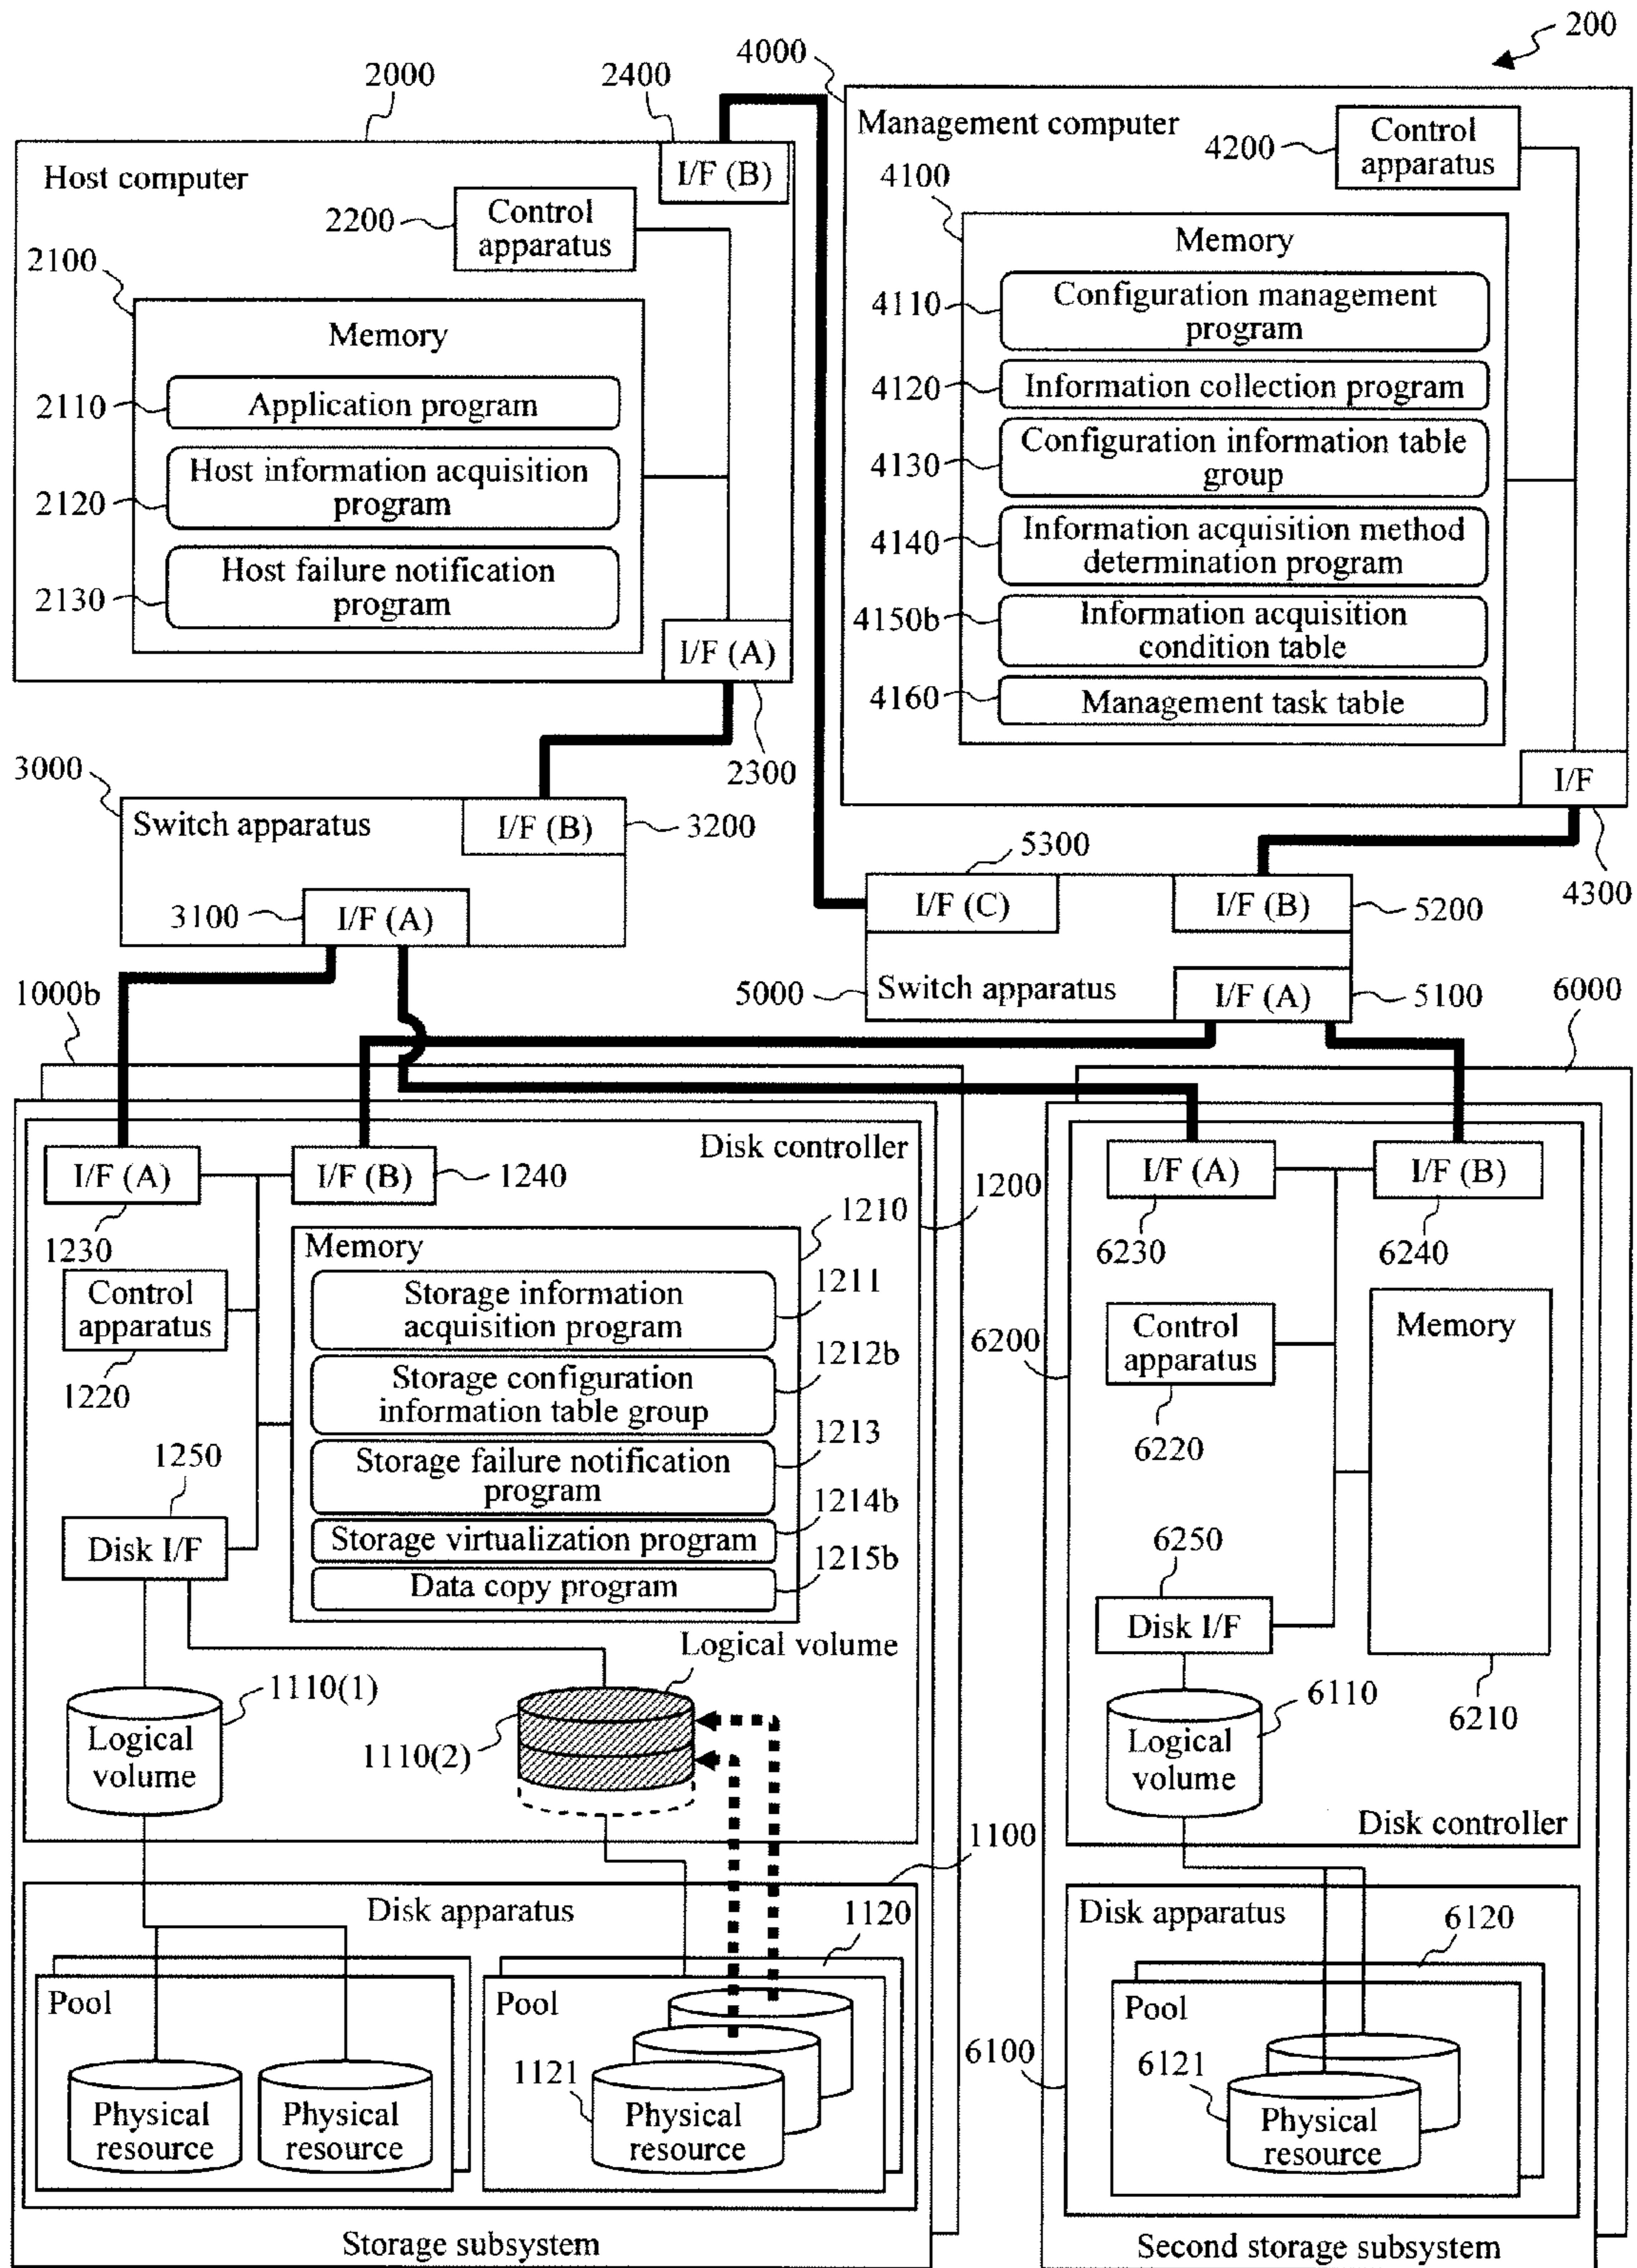 200
4000
2000
2400
Management computer
Control
apparatus
4200
Host computer
I/F (B)
2200
Control
apparatus
4100
Memory
2100
4110
Configuration management
program
Memory
4120
Information collection program
2110
Application program
4130
Configuration information table
group
2120
Host information acquisition
program
4140
Information acquisition method
determination program
2130
Host failure notification
program
4150b
Information acquisition
condition table
I/F (A)
4160
Management task table
2300
3000
I/F
Switch apparatus
I/F (B)
3200
5300
4300
3100
I/F (A)
I/F (C)
I/F (B)
5200
1000b
5000
Switch apparatus
I/F (A)
5100
6000
Disk controller
I/F (A)
I/F (B)
1240
1200
I/F (A)
I/F (B)
1230
1210
6230
6240
Memory
Control
apparatus
1220
Storage information
acquisition program
1211
Storage configuration
information table group
1212b
6200
Control
apparatus
6220
Memory
1250
Storage failure notification
program
1213
Disk I/F
Storage virtualization program
1214b
Data copy program
1215b
6250
Disk I/F
Logical volume
1110(1)
Logical
volume
1110(2)
6110
6210
Logical
volume
Disk controller
1100
Disk apparatus
1120
Disk apparatus
6120
Pool
Pool
Pool
6100
1121
6121
Physical
resource
Physical
resource
Physical
resource
Physical
resource
Storage subsystem
Second storage subsystem